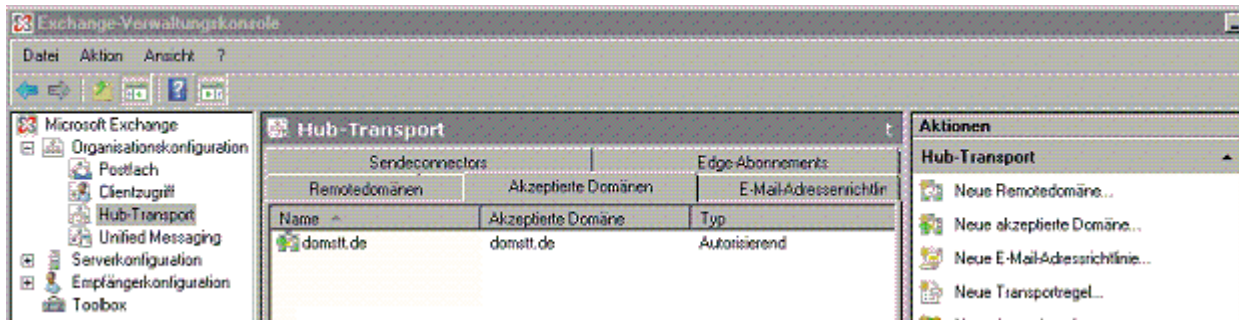 Exchange-Verwaltungskonsole
Datei Aktion Ansicht ?
Microsoft Exchange
Organisationskonfiguration
Postfach
Clientzugriff
Hub-Transport
Unified Messaging
Serverkonfiguration
Empfängerkonfiguration
Toolbox
Hub-Transport
Sendeconnectors Edge-Abonnements
Remotedomänen Akzeptierte Domänen E-Mail-Adressenrichtlin
Name Akzeptierte Domäne Typ
domstt.de domstt.de Autorisierend
Aktionen
Hub-Transport
Neue Remotedomäne...
Neue akzeptierte Domäne...
Neue E-Mail-Adressrichtlinie...
Neue Transportregel...